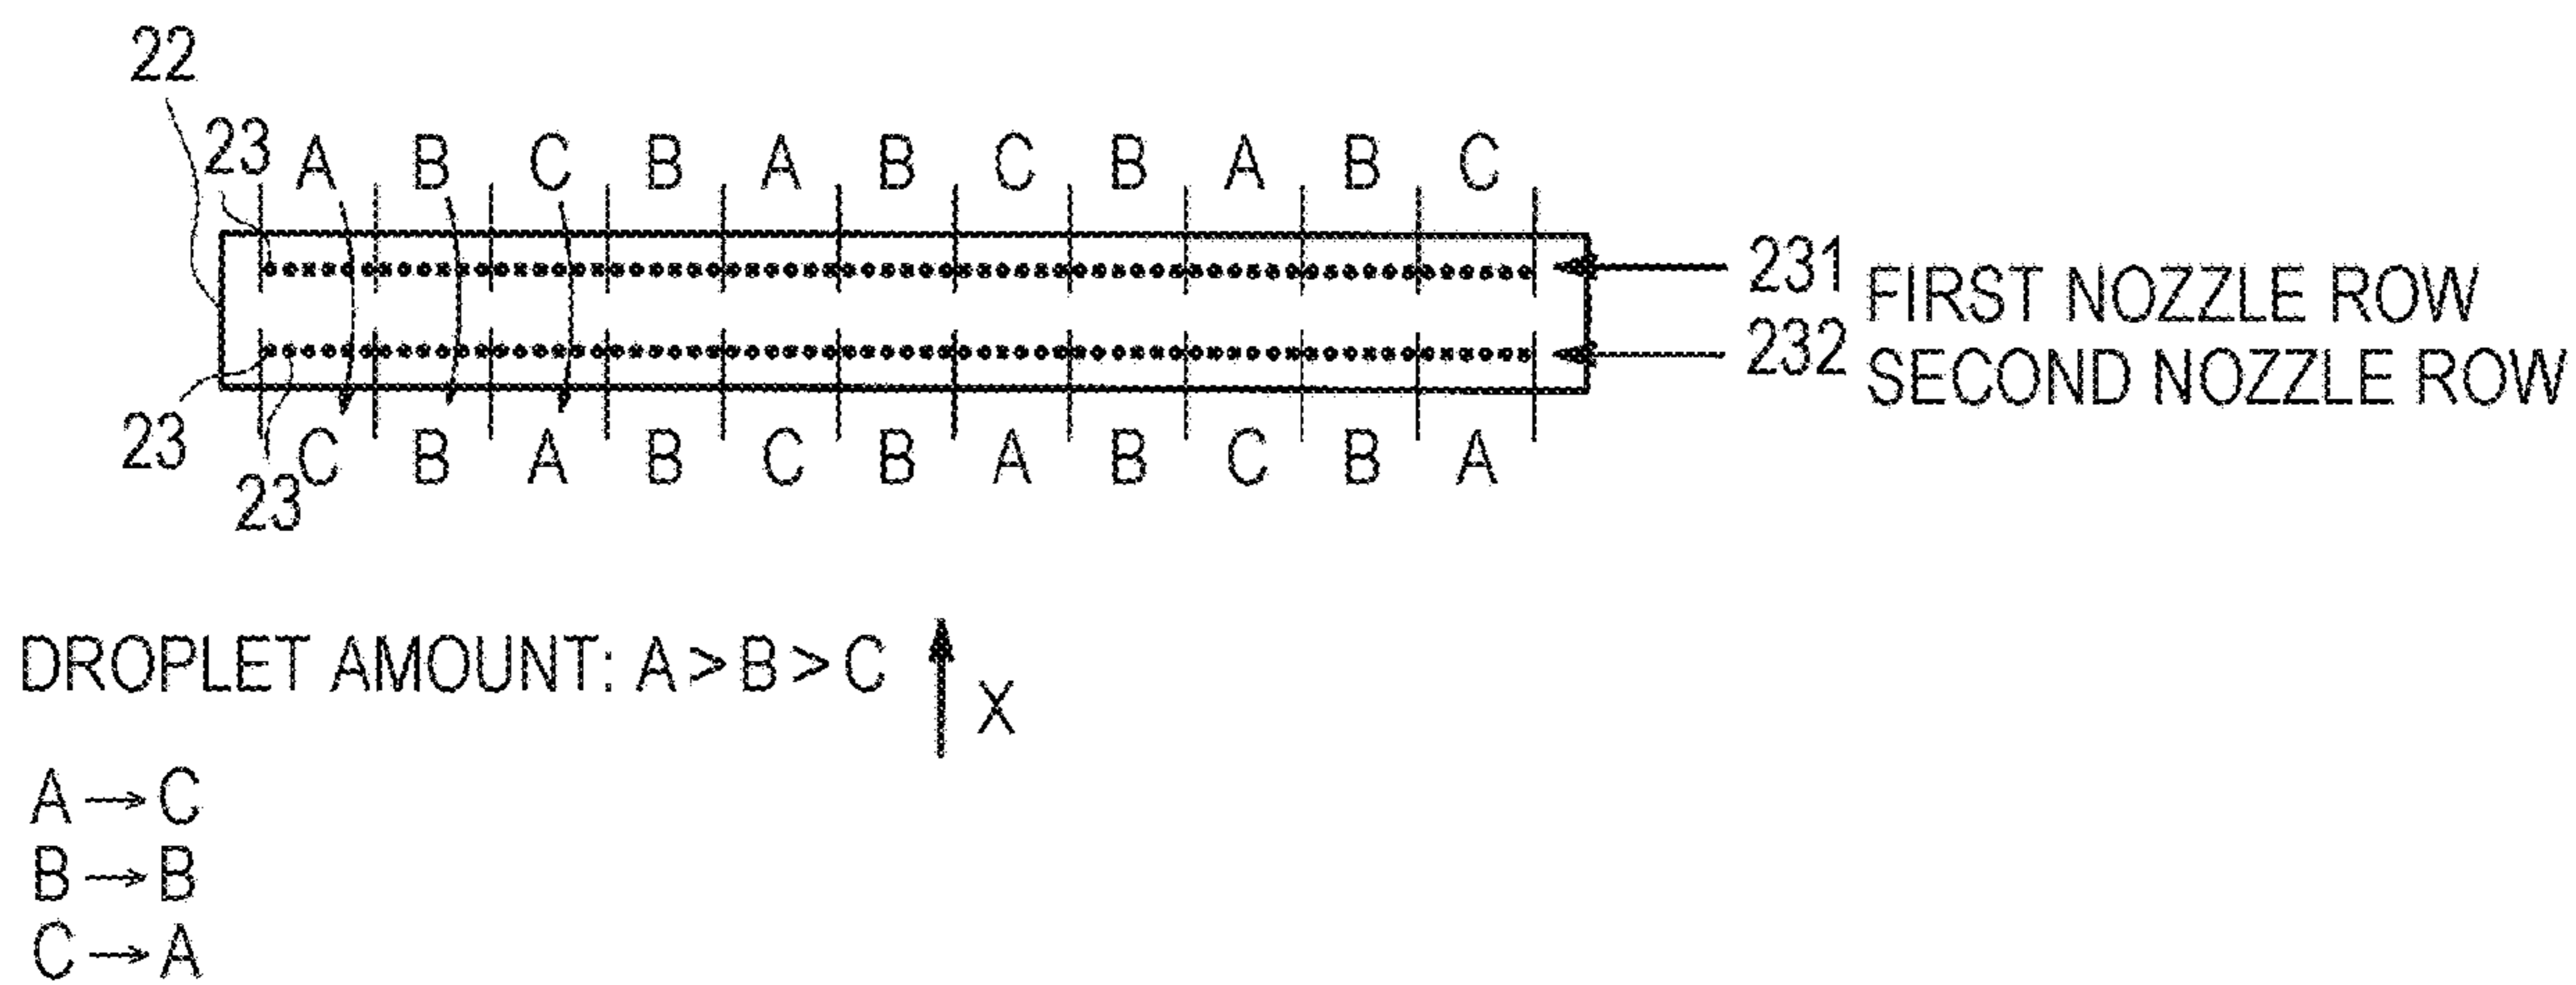 22
23 A B C B A B C B A B C
231 FIRST NOZZLE ROW
232 SECOND NOZZLE ROW
23 C B A B C B A B C B A
23
DROPLET AMOUNT: A > B > C
X
A → C
B → B
C → A